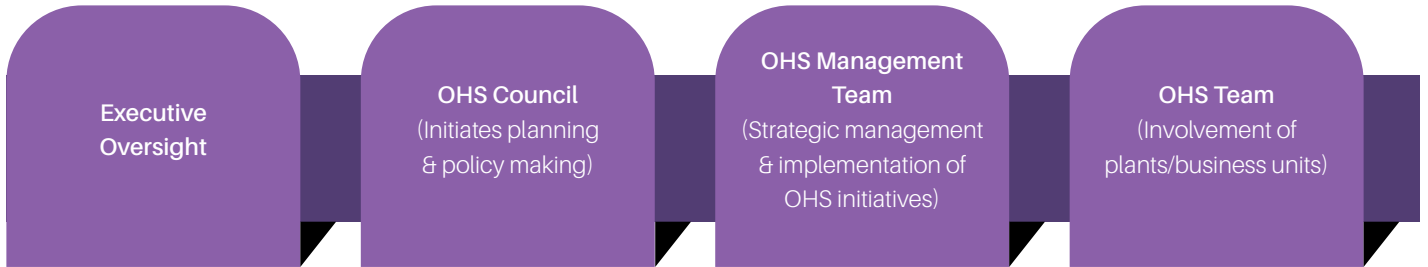 Executive
Oversight
OHS Council
(Initiates planning
& policy making)
OHS Management
Team
(Strategic management
& implementation of
OHS initiatives)
OHS Team
(Involvement of
plants/business units)